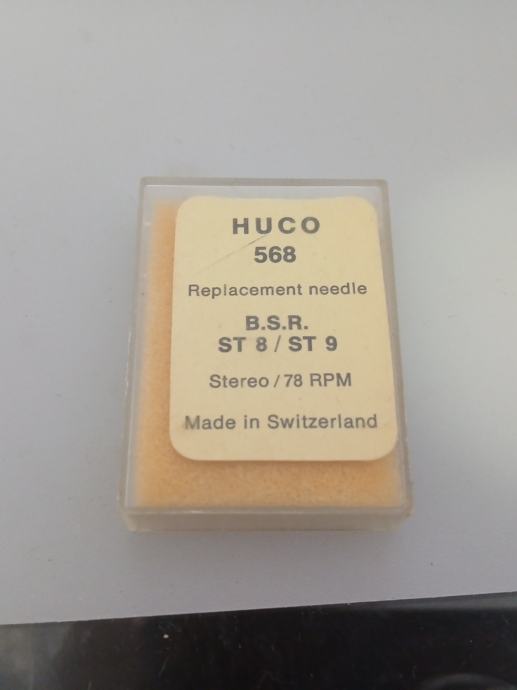 HUCO
568
Replacement needle
B.S.R.
ST 8 / ST 9
Stereo / 78 RPM
Made in Switzerland